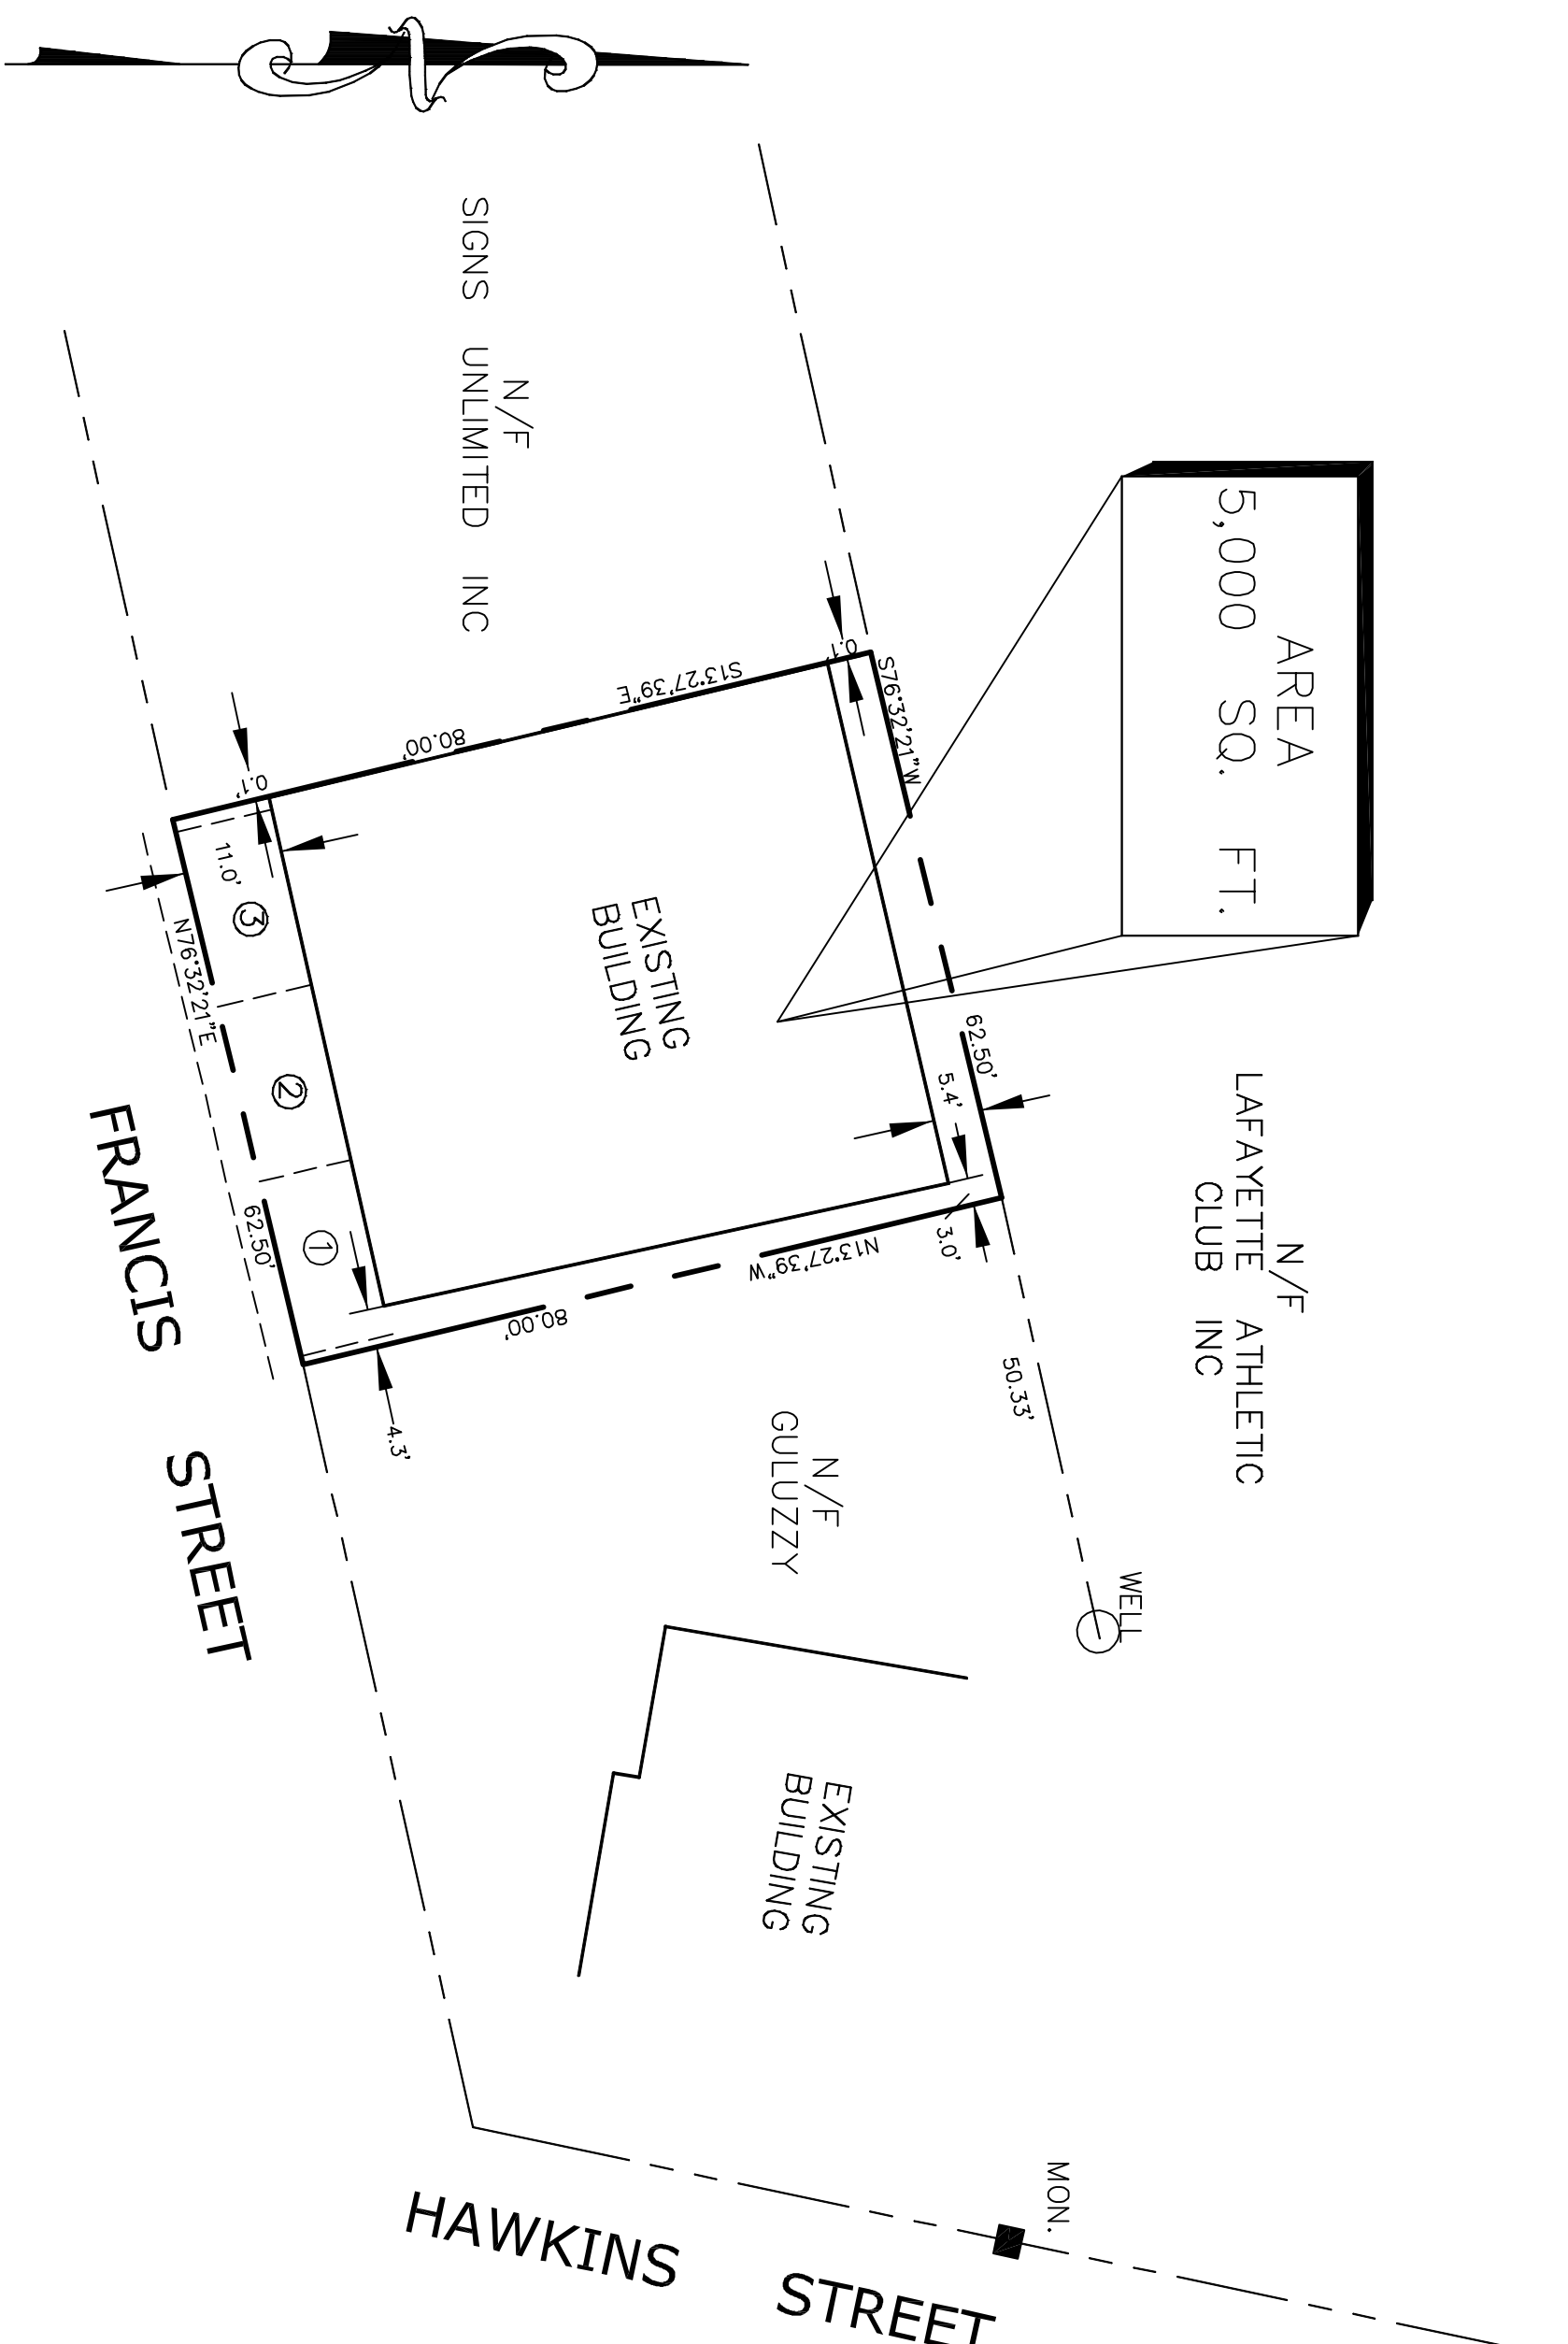 N
N/F
SIGNS UNLIMITED INC
AREA
5,000 SQ. FT.
N/F
LAFAYETTE ATHLETIC
CLUB INC
WELL
50.33'
S76°32'21"W
62.50'
0.1'
5.4'
3.0'
S13°27'39"E
80.00'
EXISTING
BUILDING
N13°27'39"W
80.00'
N/F
GULUZZY
EXISTING
BUILDING
0.1'
11.0'
3
2
1
4.3'
N76°32'21"E
62.50'
FRANCIS STREET
MON.
HAWKINS STREET